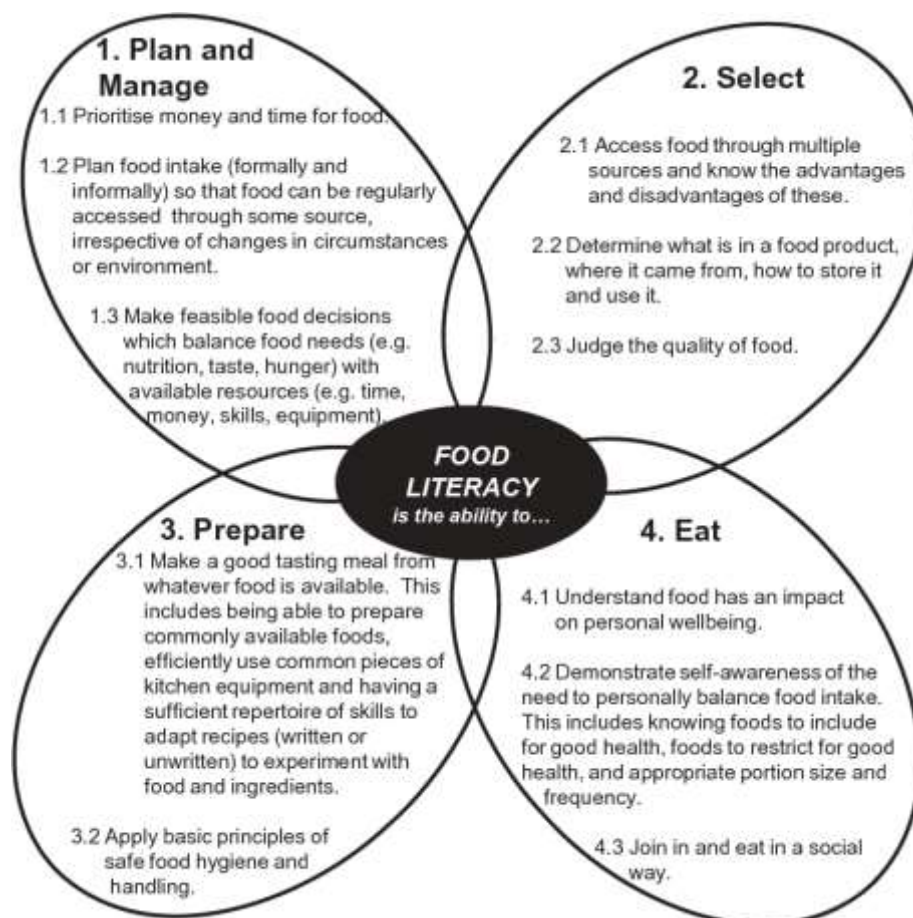 1. Plan and
Manage
1.1 Prioritise money and time for food.
1.2 Plan food intake (formally and
informally) so that food can be regularly
accessed through some source,
irrespective of changes in circumstances
or environment.
1.3 Make feasible food decisions
which balance food needs (e.g.
nutrition, taste, hunger) with
available resources (e.g. time,
money, skills, equipment).
2. Select
2.1 Access food through multiple
sources and know the advantages
and disadvantages of these.
2.2 Determine what is in a food product,
where it came from, how to store it
and use it.
2.3 Judge the quality of food.
FOOD
LITERACY
is the ability to...
3. Prepare
3.1 Make a good tasting meal from
whatever food is available. This
includes being able to prepare
commonly available foods,
efficiently use common pieces of
kitchen equipment and having a
sufficient repertoire of skills to
adapt recipes (written or
unwritten) to experiment with
food and ingredients.
3.2 Apply basic principles of
safe food hygiene and
handling.
4. Eat
4.1 Understand food has an impact
on personal wellbeing.
4.2 Demonstrate self-awareness of the
need to personally balance food intake.
This includes knowing foods to include
for good health, foods to restrict for good
health, and appropriate portion size and
frequency.
4.3 Join in and eat in a social
way.